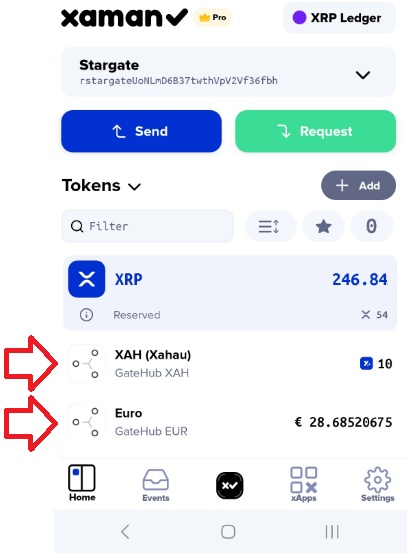 xaman Pro XRP Ledger
Stargate
rstargateUoNLmD6B37twthVpV2Vf36fbh
Send Request
Tokens Add
Filter 0
XRP 246.84
Reserved 54
XAH (Xahau) 10
GateHub XAH
Euro € 28.68520675
GateHub EUR
Home Events xApps Settings